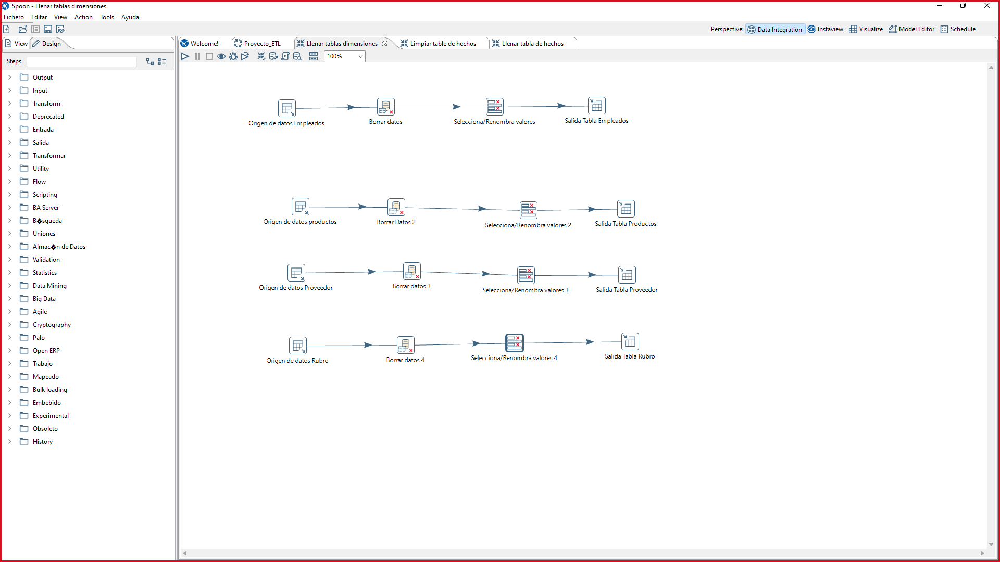 Spoon - Llenar tablas dimensiones
Fichero Editar View Action Tools Ayuda
Perspective: Data Integration Instaview Visualize Model Editor Schedule
View Design
Welcome! Proyecto_ETL Llenar tablas dimensiones Limpiar table de hechos Llenar tabla de hechos
100%
Steps
Output
Input
Transform
Deprecated
Entrada
Salida
Transformar
Utility
Flow
Scripting
BA Server
B�squeda
Uniones
Almac�n de Datos
Validation
Statistics
Data Mining
Big Data
Agile
Cryptography
Palo
Open ERP
Trabajo
Mapeado
Bulk loading
Embebido
Experimental
Obsoleto
History
Origen de datos Empleados Borrar datos Selecciona/Renombra valores Salida Tabla Empleados
Origen de datos productos Borrar Datos 2 Selecciona/Renombra valores 2 Salida Tabla Productos
Origen de datos Proveedor Borrar datos 3 Selecciona/Renombra valores 3 Salida Tabla Proveedor
Origen de datos Rubro Borrar datos 4 Selecciona/Renombra valores 4 Salida Tabla Rubro